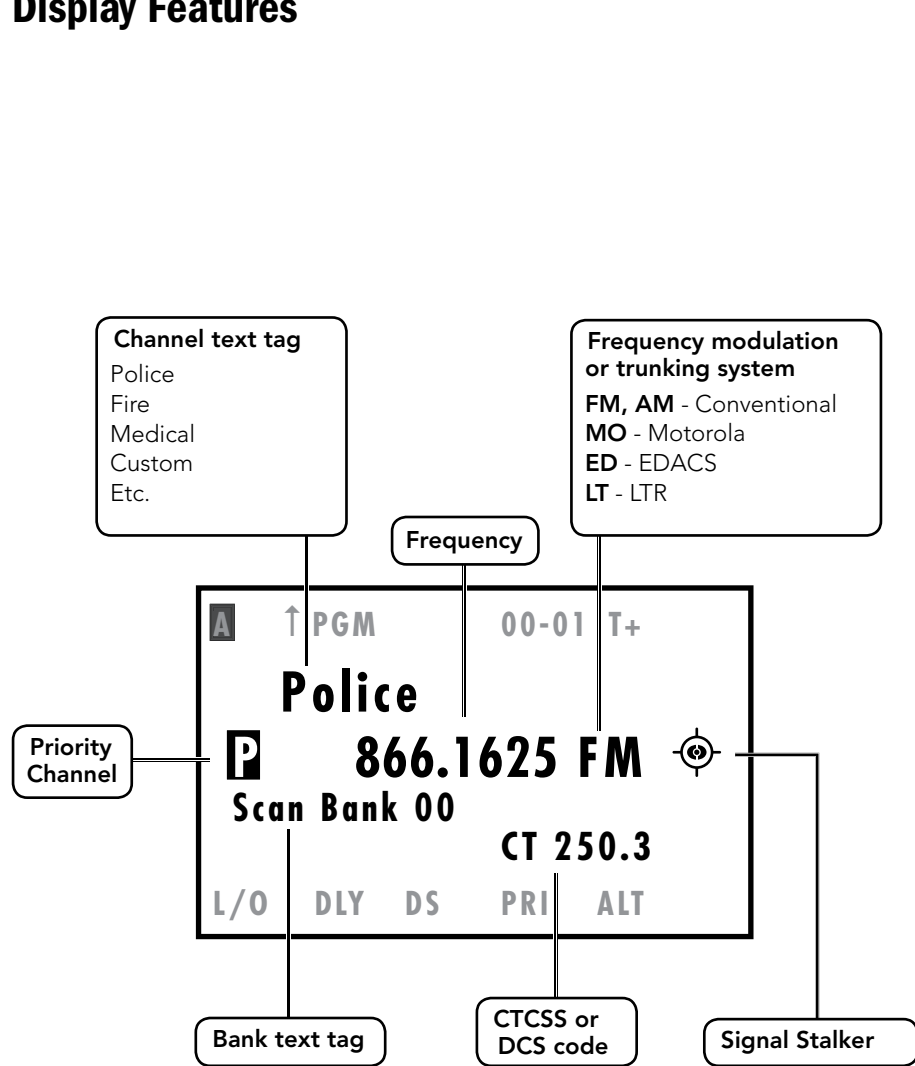 Display Features
Channel text tag
Police
Fire
Medical
Custom
Etc.
Frequency modulation
or trunking system
FM, AM - Conventional
MO - Motorola
ED - EDACS
LT - LTR
Frequency
A ↑ PGM 00-01 T+
Police
Priority
Channel
P 866.1625 FM
Scan Bank 00
CT 250.3
L/O DLY DS PRI ALT
Bank text tag
CTCSS or
DCS code
Signal Stalker